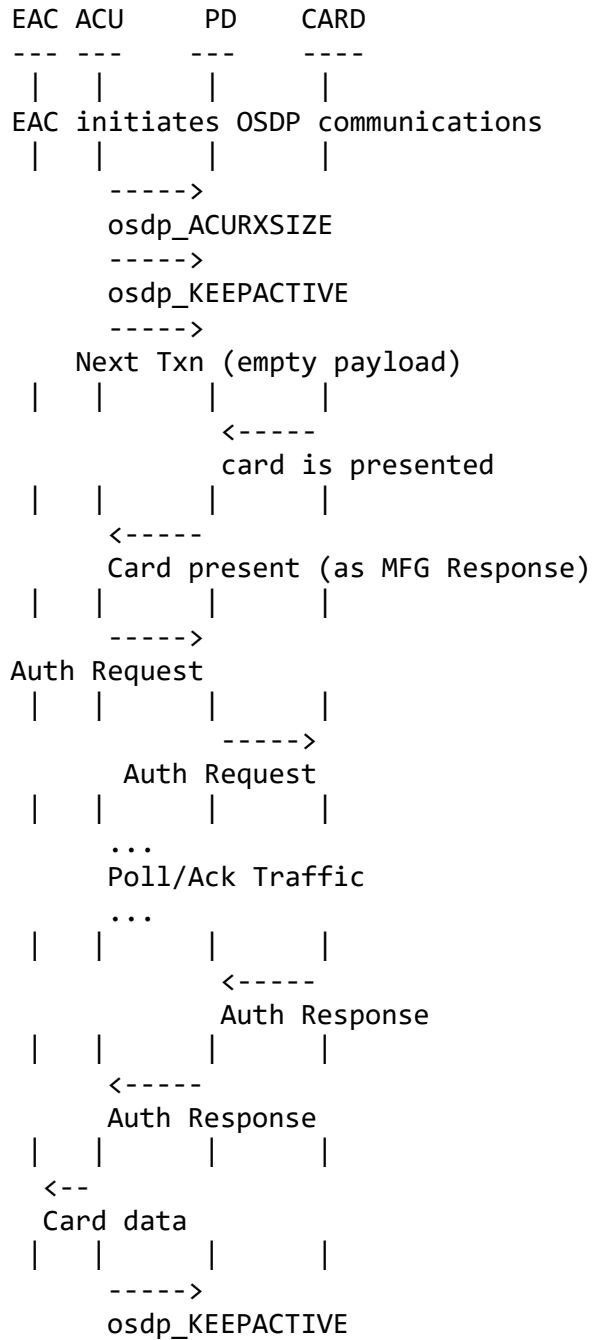 EAC ACU      PD     CARD
--- ---     ---     ----
 |   |      |       |
EAC initiates OSDP communications
 |   |      |       |
      ----->
      osdp_ACURXSIZE
      ----->
      osdp_KEEPACTIVE
      ----->
    Next Txn (empty payload)
 |   |      |       |
             <-----
             card is presented
 |   |      |       |
      <-----
      Card present (as MFG Response)
 |   |      |       |
      ----->
Auth Request
 |   |      |       |
             ----->
       Auth Request
 |   |      |       |
      ...
      Poll/Ack Traffic
      ...
 |   |      |       |
             <-----
             Auth Response
 |   |      |       |
      <-----
      Auth Response
 |   |      |       |
  <--
  Card data
 |   |      |       |
      ----->
      osdp_KEEPACTIVE